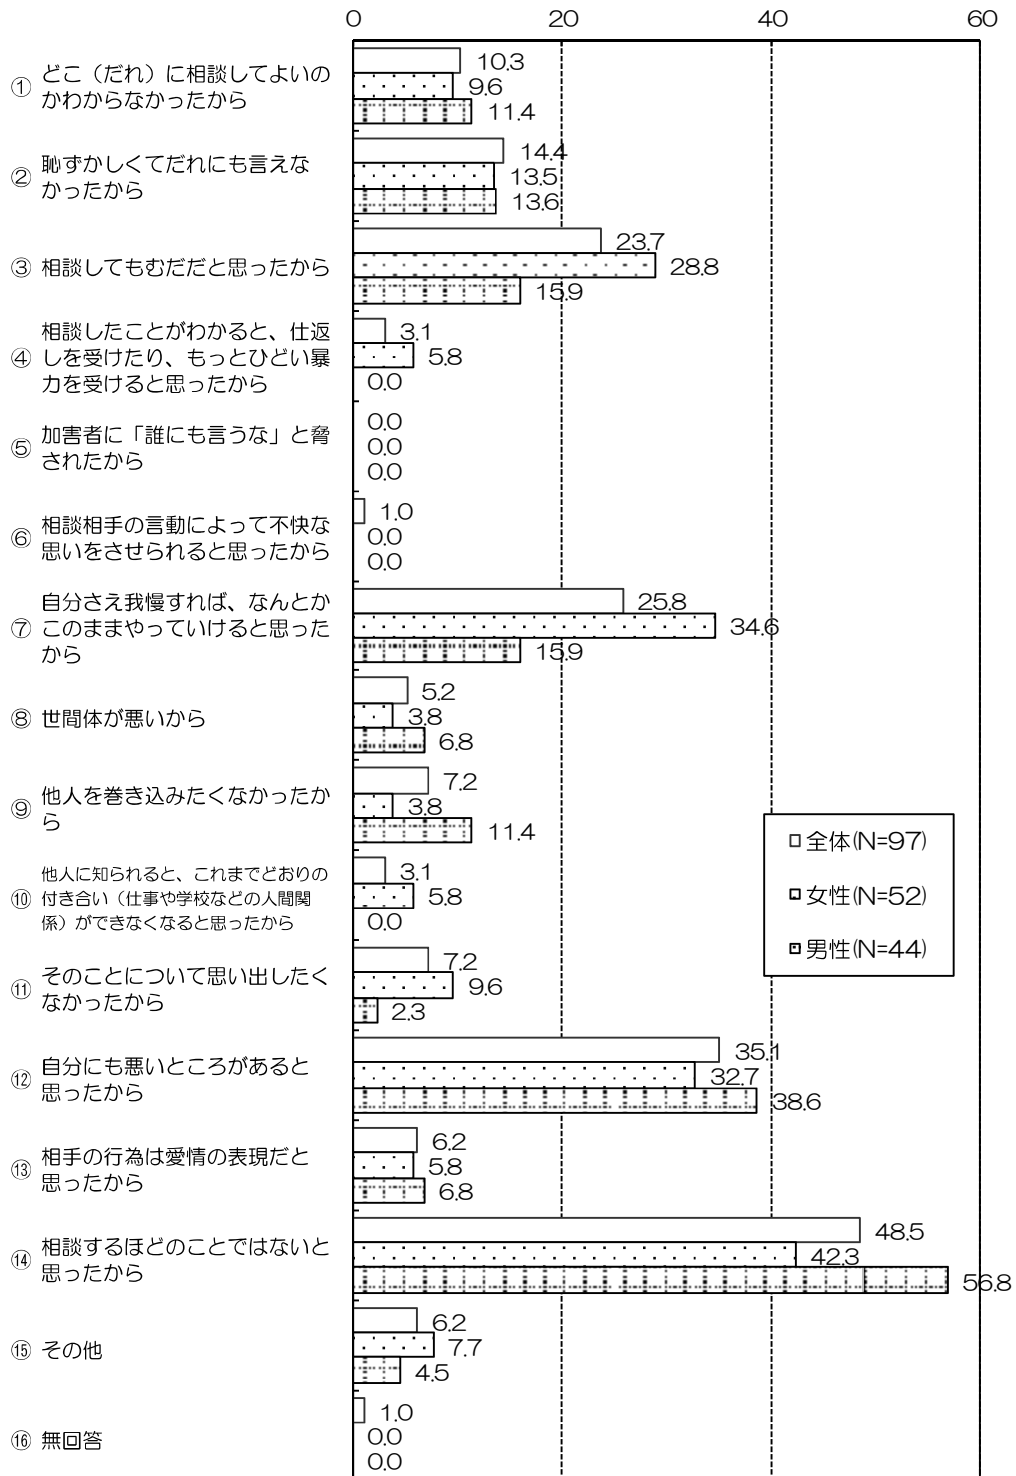 0 20 40 60
① どこ(だれ)に相談してよいの
かわからなかったから
10.3
9.6
11.4
② 恥ずかしくてだれにも言えな
かったから
14.4
13.5
13.6
③ 相談してもむだだと思ったから
23.7
28.8
15.9
④ 相談したことがわかると、仕返
しを受けたり、もっとひどい暴
力を受けると思ったから
3.1
5.8
0.0
⑤ 加害者に「誰にも言うな」と脅
されたから
0.0
0.0
0.0
⑥ 相談相手の言動によって不快な
思いをさせられると思ったから
1.0
0.0
0.0
⑦ 自分さえ我慢すれば、なんとか
このままやっていけると思った
から
25.8
34.6
15.9
⑧ 世間体が悪いから
5.2
3.8
6.8
⑨ 他人を巻き込みたくなかったか
ら
7.2
3.8
11.4
⑩ 他人に知られると、これまでどおりの
付き合い(仕事や学校などの人間関
係)ができなくなると思ったから
3.1
5.8
0.0
⑪ そのことについて思い出したく
なかったから
7.2
9.6
2.3
⑫ 自分にも悪いところがあると
思ったから
35.1
32.7
38.6
⑬ 相手の行為は愛情の表現だと
思ったから
6.2
5.8
6.8
⑭ 相談するほどのことではないと
思ったから
48.5
42.3
56.8
⑮ その他
6.2
7.7
4.5
⑯ 無回答
1.0
0.0
0.0
全体(N=97)
女性(N=52)
男性(N=44)